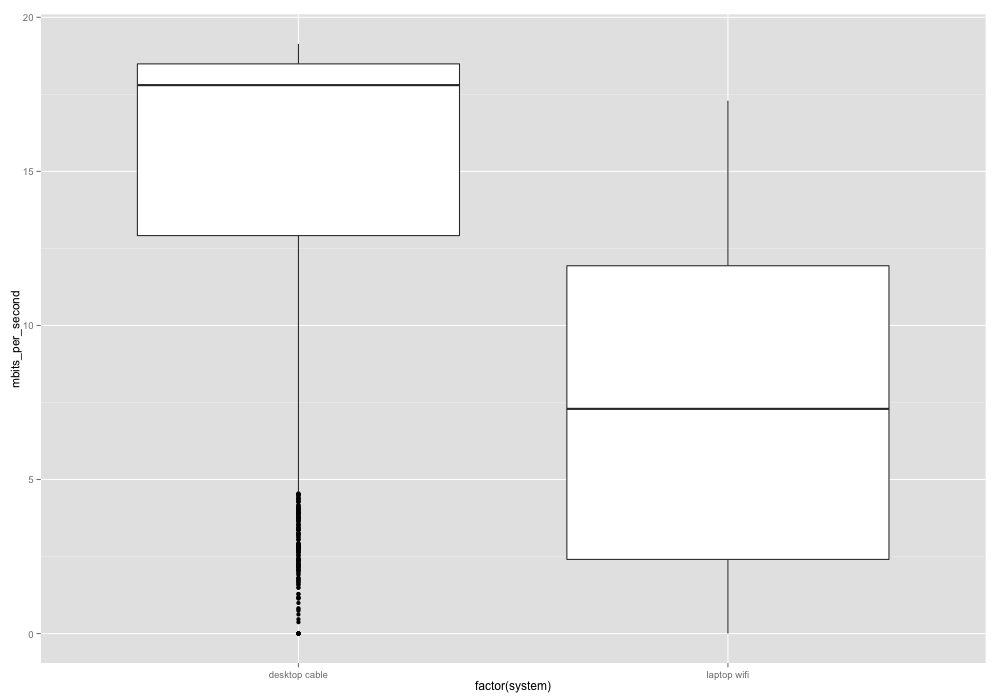 20
15
10
5
0
mbits_per_second
desktop cable
laptop wifi
factor(system)